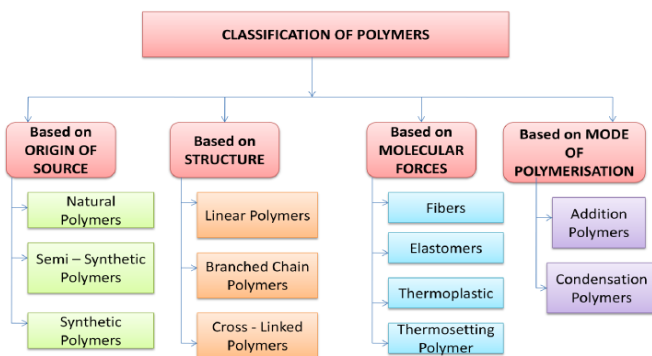 CLASSIFICATION OF POLYMERS
Based on
ORIGIN OF
SOURCE
Natural
Polymers
Semi – Synthetic
Polymers
Synthetic
Polymers
Based on
STRUCTURE
Linear Polymers
Branched Chain
Polymers
Cross - Linked
Polymers
Based on
MOLECULAR
FORCES
Fibers
Elastomers
Thermoplastic
Thermosetting
Polymer
Based on MODE
OF
POLYMERISATION
Addition
Polymers
Condensation
Polymers